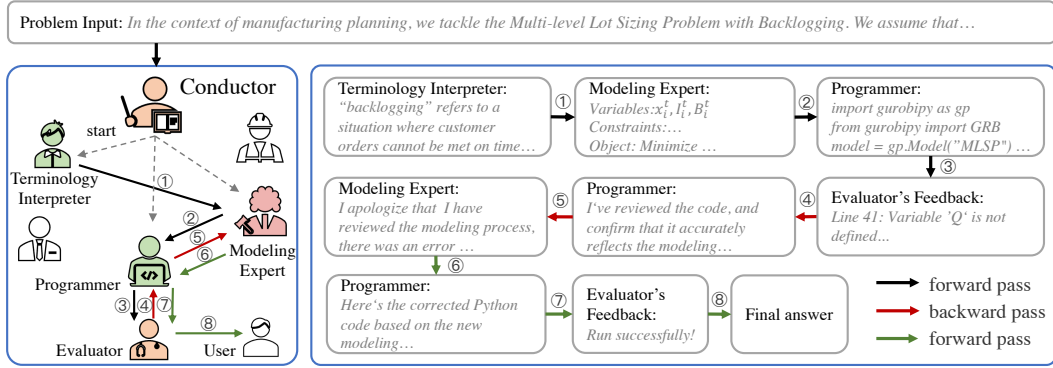 Problem Input: In the context of manufacturing planning, we tackle the Multi-level Lot Sizing Problem with Backlogging. We assume that…
Conductor
start
Terminology
Interpreter
①
②
⑤
⑥
Modeling
Expert
Programmer
③
④
⑦
⑧
Evaluator
User
Terminology Interpreter:
“backlogging” refers to a
situation where customer
orders cannot be met on time…
①
Modeling Expert:
Variables:x_i^t, I_i^t, B_i^t
Constraints:…
Object: Minimize …
②
Programmer:
import gurobipy as gp
from gurobipy import GRB
model = gp.Model("MLSP") …
③
Modeling Expert:
I apologize that I have
reviewed the modeling process,
there was an error …
⑤
Programmer:
I‘ve reviewed the code, and
confirm that it accurately
reflects the modeling…
④
Evaluator’s Feedback:
Line 41: Variable ’Q‘ is not
defined...
⑥
Programmer:
Here‘s the corrected Python
code based on the new
modeling…
⑦
Evaluator’s
Feedback:
Run successfully!
⑧
Final answer
forward pass
backward pass
forward pass